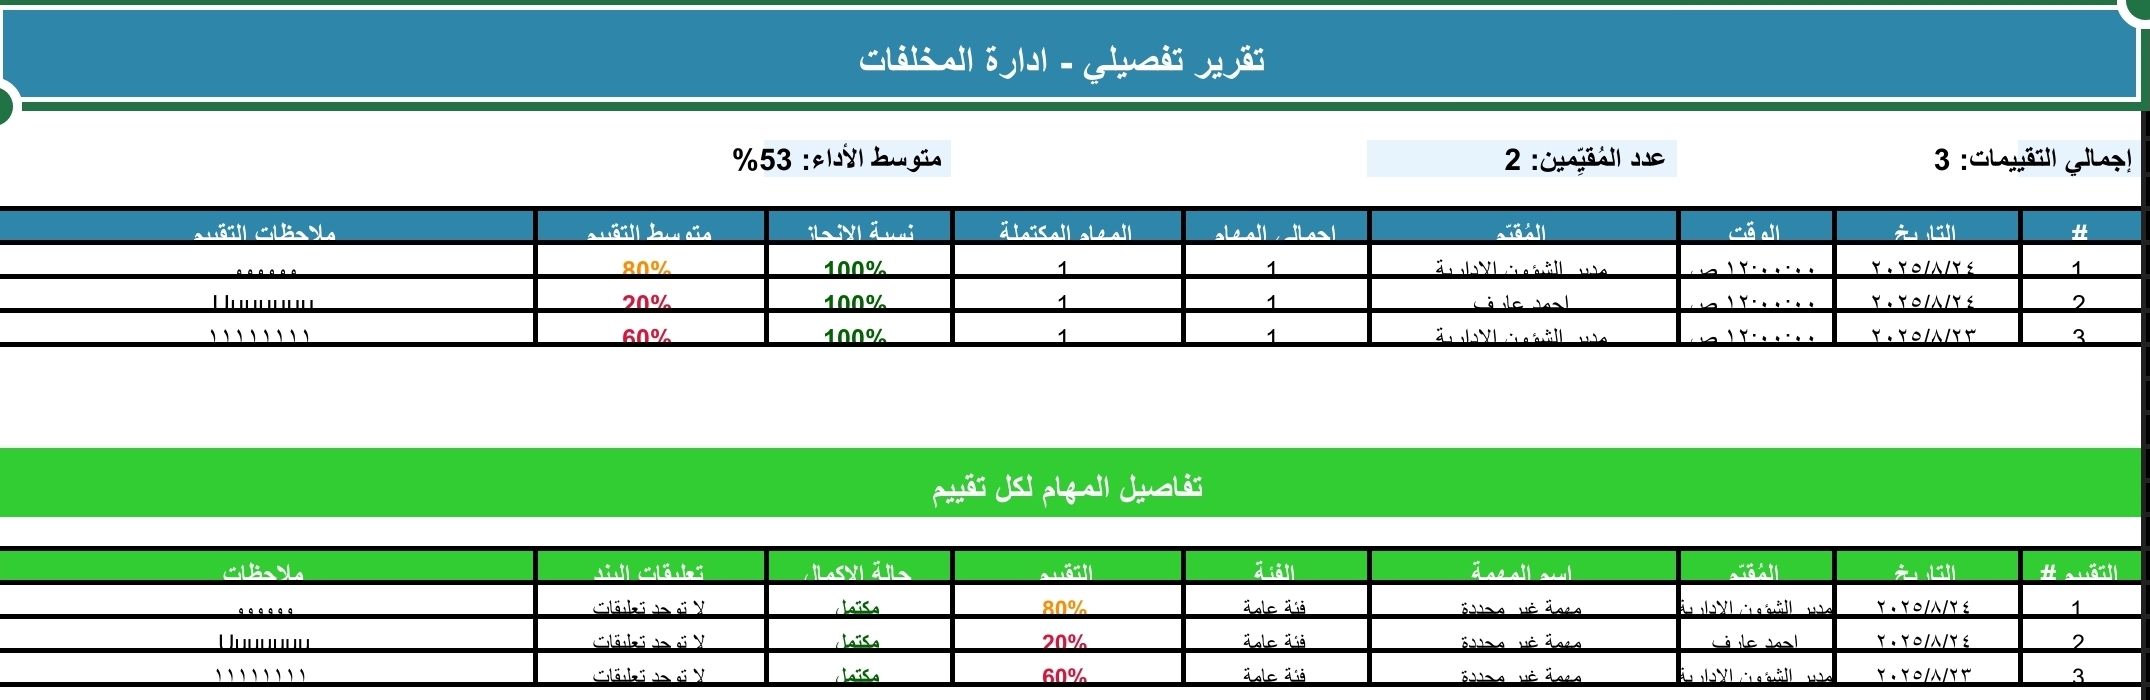 تقرير تفصيلي - ادارة المخلفات
إجمالي التقييمات: 3 عدد المُقيِّمين: 2 متوسط الأداء: 53%
# التاريخ الوقت المُقيّم اجمالي المهام المهام المكتملة نسبة الانجاز متوسط التقييم ملاحظات التقييم
1 ٢٠٢٥/٨/٢٤ ١٢:٠٠:٠٠ ص مدير الشؤون الادارية 1 1 100% 80% ٥٥٥٥٥٥
2 ٢٠٢٥/٨/٢٤ ١٢:٠٠:٠٠ ص احمد عارف 1 1 100% 20% Uuuuuuu
3 ٢٠٢٥/٨/٢٣ ١٢:٠٠:٠٠ ص مدير الشؤون الادارية 1 1 100% 60% ١١١١١١١١
تفاصيل المهام لكل تقييم
التقييم # التاريخ المُقيّم اسم المهمة الفئة التقييم حالة الاكمال تعليقات البند ملاحظات
1 ٢٠٢٥/٨/٢٤ مدير الشؤون الادارية مهمة غير محددة فئة عامة 80% مكتمل لا توجد تعليقات ٥٥٥٥٥٥
2 ٢٠٢٥/٨/٢٤ احمد عارف مهمة غير محددة فئة عامة 20% مكتمل لا توجد تعليقات Uuuuuuu
3 ٢٠٢٥/٨/٢٣ مدير الشؤون الادارية مهمة غير محددة فئة عامة 60% مكتمل لا توجد تعليقات ١١١١١١١١